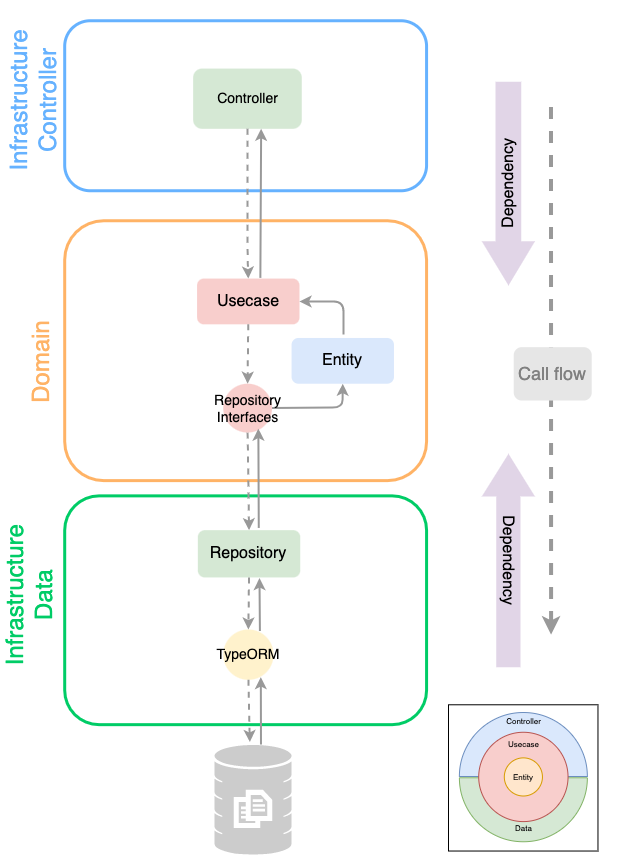 Infrastructure
Controller
Controller
Dependency
Domain
Usecase
Entity
Repository
Interfaces
Call flow
Infrastructure
Data
Repository
TypeORM
Dependency
Controller
Usecase
Entity
Data